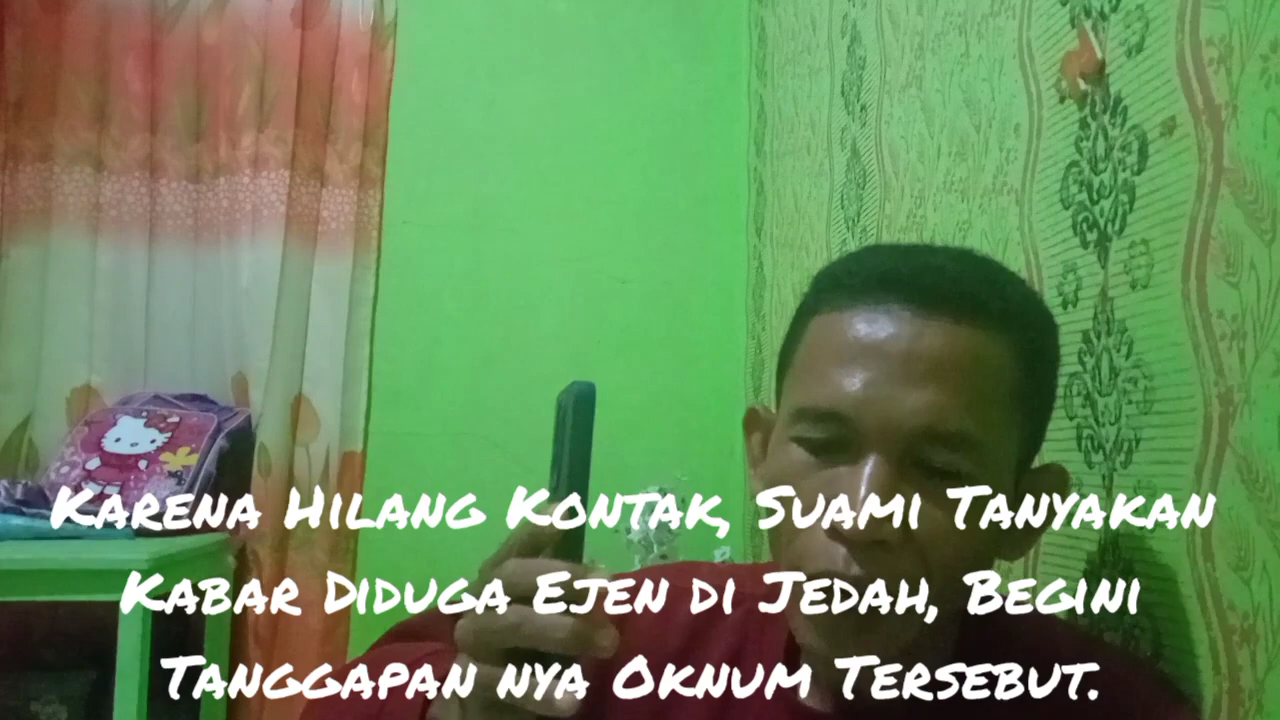 Karena Hilang Kontak, Suami Tanyakan
Kabar Diduga Ejen di Jedah, Begini
Tanggapan nya Oknum Tersebut.